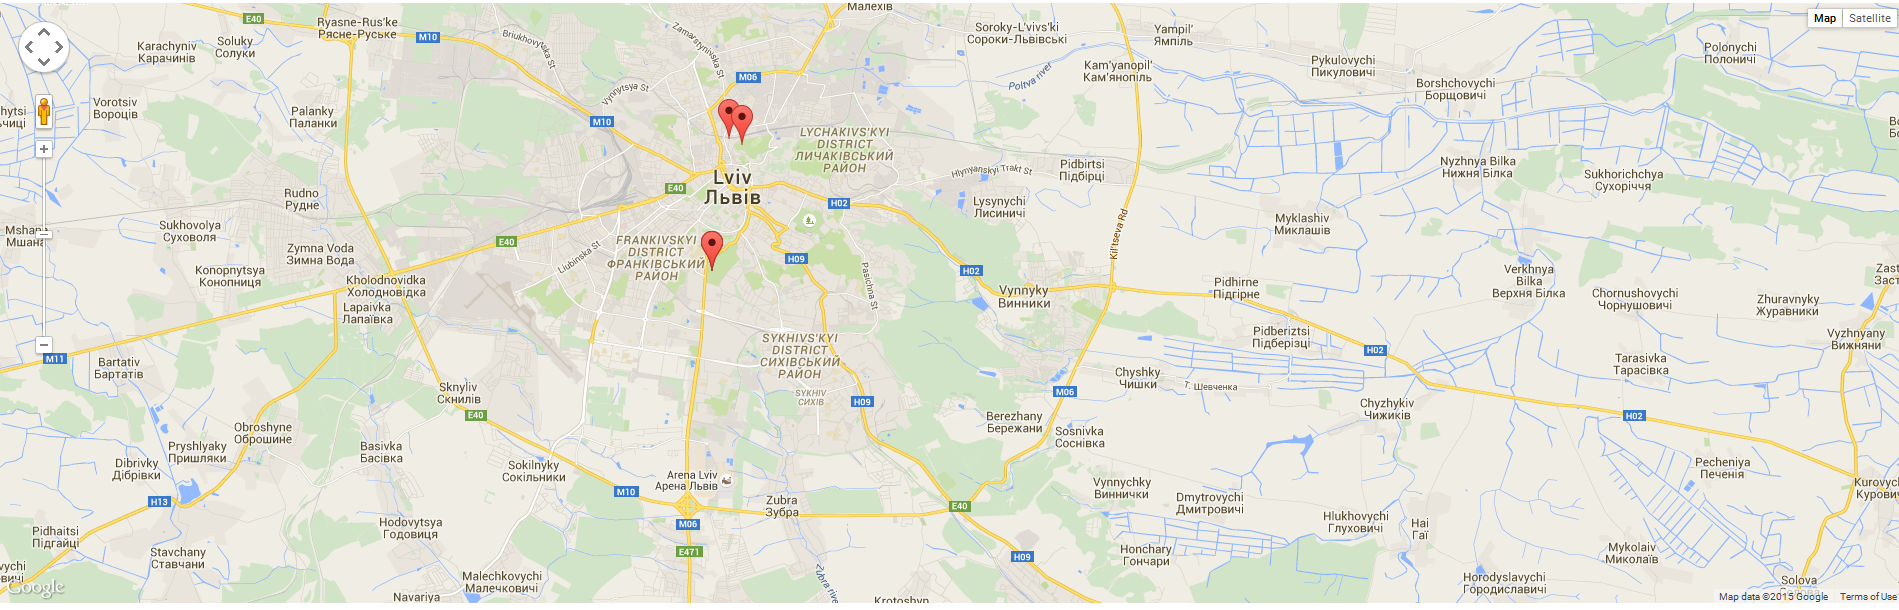 E40
Ryasne-Rus'ke
Рясне-Руське
Малехів
Zamarstynivska St
Soroky-L'vivs'ki
Сороки-Львівські
Yampil'
Ямпіль
Map
Satellite
Karachyniv
Карачинів
Soluky
Солуки
M10
Briukhovytska St
M06
Poltva river
Kam'yanopil'
Кам'янопіль
Pykulovychi
Пикуловичі
Borshchovychi
Борщовичі
Polonychi
Полоничі
Vorotsiv
Вороців
Palanky
Паланки
Vynnytsya St
M10
LYCHAKIVS'KYI
DISTRICT
ЛИЧАКІВСЬКИЙ
РАЙОН
Lviv
Львів
E40
H02
Hlynyanskyi Trakt St
Pidbirtsi
Підбірці
Nyzhnya Bilka
Нижня Білка
Sukhorichchya
Сухоріччя
Rudno
Рудне
Sukhovolya
Суховоля
Mshana
Мшана
Zymna Voda
Зимна Вода
E40
Liubinska St
FRANKIVSKYI
DISTRICT
ФРАНКІВСЬКИЙ
РАЙОН
H09
Pasichna St
Lysynychi
Лисиничі
H02
Kil'tseva Rd
Myklashiv
Миклашів
Konopnytsya
Конопниця
Kholodnovidka
Холодновідка
Lapaivka
Лапаївка
Vynnyky
Винники
Pidhirne
Підгірне
Verkhnya
Bilka
Верхня Білка
Chornushovychi
Чорнушовичі
Zhuravnyky
Журавники
Pidberiztsi
Підберізці
Vyzhnyany
Вижняни
M11
Bartativ
Бартатів
SYKHIVS'KYI
DISTRICT
СИХІВСЬКИЙ
РАЙОН
SYKHIV
СИХІВ
H09
H02
Tarasivka
Тарасівка
Sknyliv
Скнилів
E40
Chyshky
Чишки
Т. Шевченка
M06
Chyzhykiv
Чижиків
H02
Berezhany
Бережани
Sosnivka
Соснівка
Obroshyne
Оброшине
Pryshlyaky
Пришляки
Basivka
Басівка
Dibrivky
Дібрівки
Sokilnyky
Сокільники
Arena Lviv
Арена Львів
M10
H13
Zubra
Зубра
M06
E40
Vynnychky
Виннички
Dmytrovychi
Дмитровичі
Pecheniya
Печенія
Hlukhovychi
Глуховичі
Hai
Гаї
Pidhaitsi
Підгайці
Hodovytsya
Годовиця
Stavchany
Ставчани
E471
H09
Honchary
Гончари
Mykolaiv
Миколаїв
Malechkovychi
Малечковичі
Zubra river
Horodyslavychi
Городиславичі
Solova
Navariya
Krotoshyn
Google
Map data ©2015 Google
Terms of Use